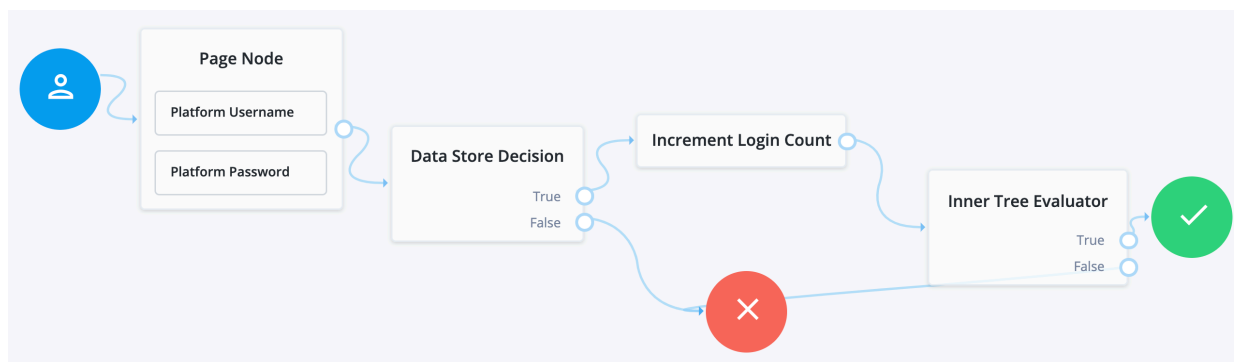 Page Node
Platform Username
Platform Password
Data Store Decision
True
False
Increment Login Count
Inner Tree Evaluator
True
False